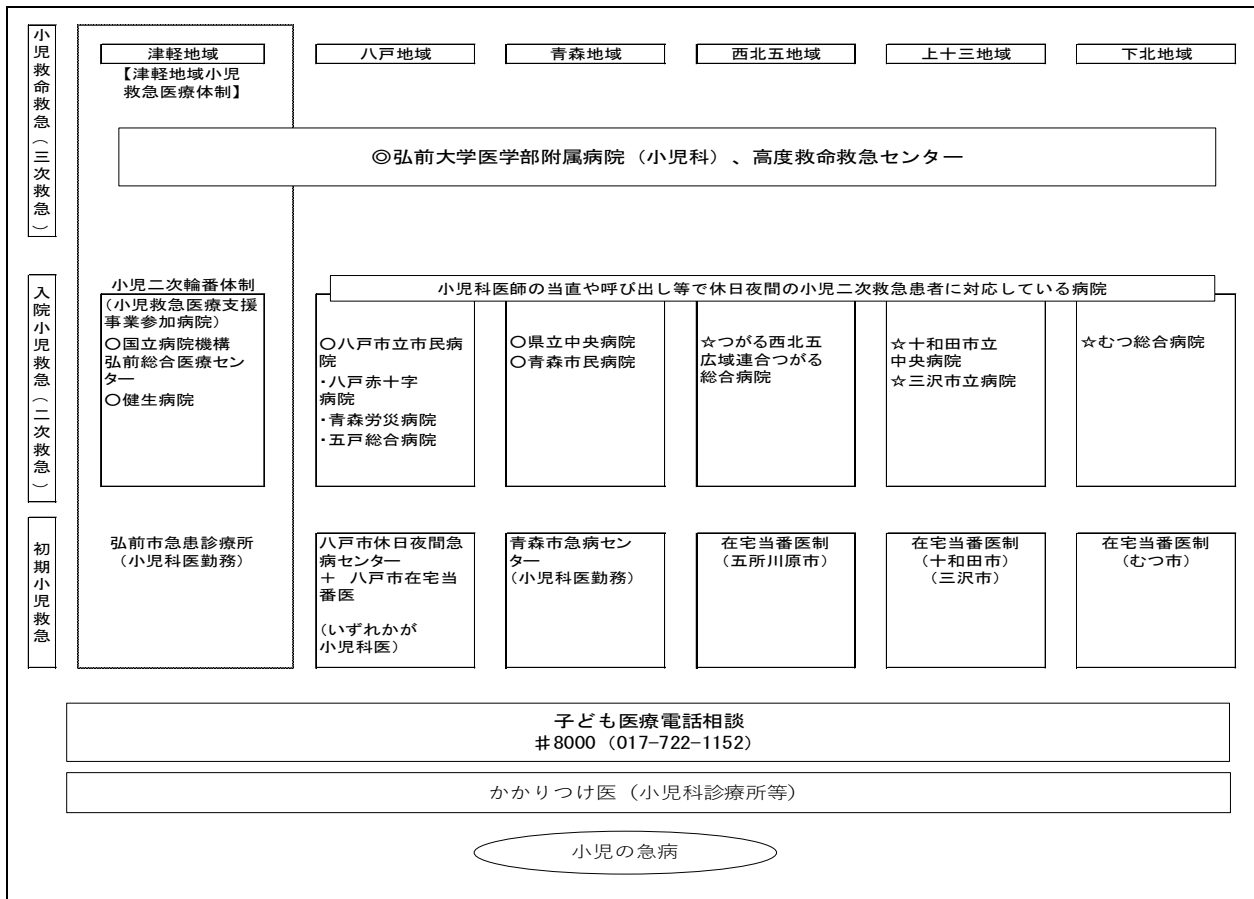 小児救命救急(三次救急)
津軽地域
八戸地域
青森地域
西北五地域
上十三地域
下北地域
【津軽地域小児
救急医療体制】
◎弘前大学医学部附属病院(小児科)、高度救命救急センター
入院小児救急(二次救急)
小児二次輪番体制
(小児救急医療支援
事業参加病院)
○国立病院機構
弘前総合医療セン
ター
○健生病院
小児科医師の当直や呼び出し等で休日夜間の小児二次救急患者に対応している病院
○八戸市立市民病
院
・八戸赤十字
病院
・青森労災病院
・五戸総合病院
○県立中央病院
○青森市民病院
☆つがる西北五
広域連合つがる
総合病院
☆十和田市立
中央病院
☆三沢市立病院
☆むつ総合病院
初期小児救急
弘前市急患診療所
(小児科医勤務)
八戸市休日夜間急
病センター
+ 八戸市在宅当
番医
(いずれかが
小児科医)
青森市急病セン
ター
(小児科医勤務)
在宅当番医制
(五所川原市)
在宅当番医制
(十和田市)
(三沢市)
在宅当番医制
(むつ市)
子ども医療電話相談
#8000(017-722-1152)
かかりつけ医(小児科診療所等)
小児の急病